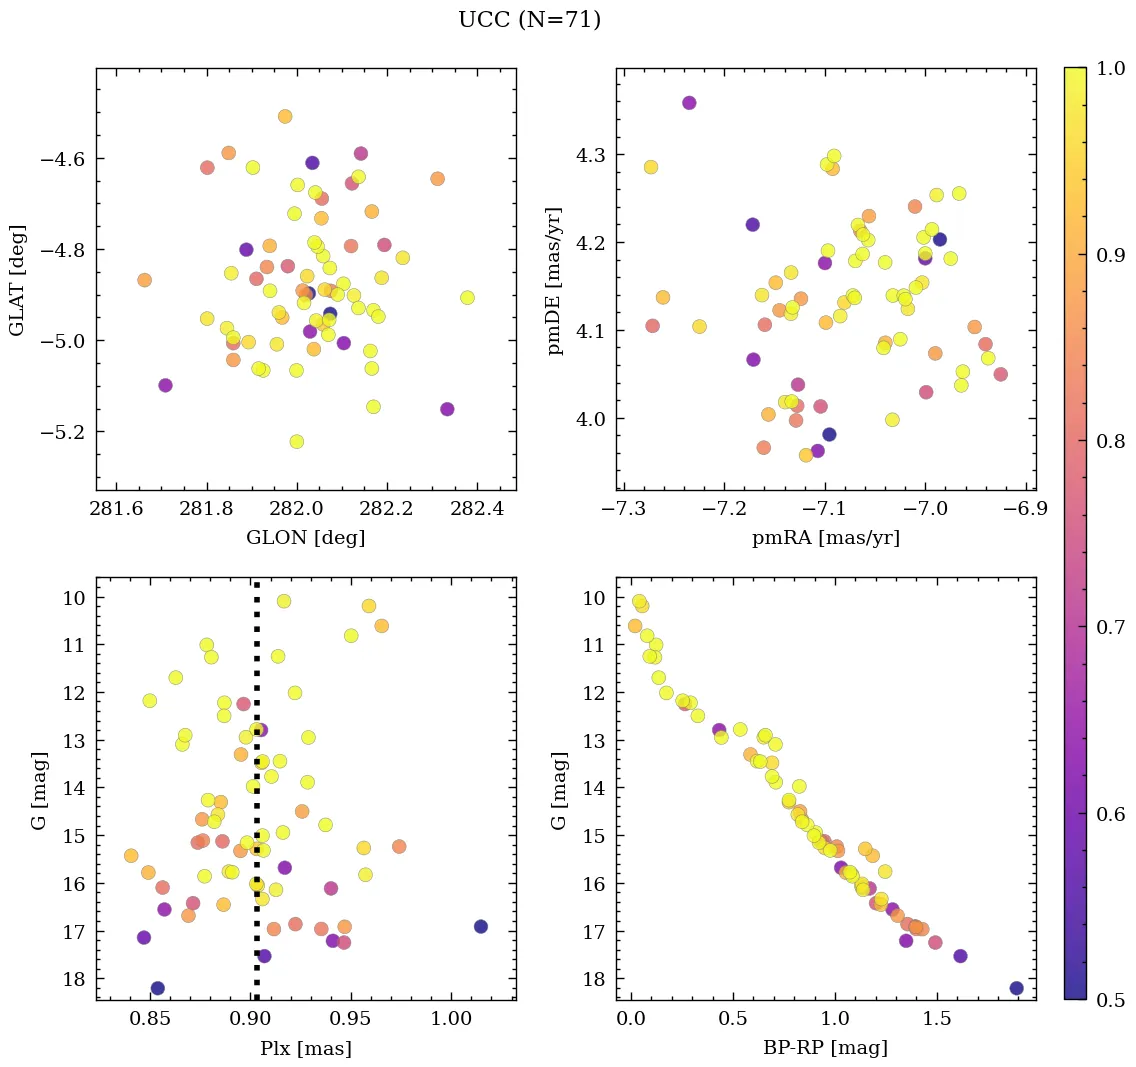 UCC (N=71)
−4.6
−4.8
−5.0
−5.2
GLAT [deg]
281.6 281.8 282.0 282.2 282.4
GLON [deg]
4.3
4.2
4.1
4.0
pmDE [mas/yr]
−7.3 −7.2 −7.1 −7.0 −6.9
pmRA [mas/yr]
10
11
12
13
14
15
16
17
18
G [mag]
0.85 0.90 0.95 1.00
Plx [mas]
10
11
12
13
14
15
16
17
18
G [mag]
0.0 0.5 1.0 1.5
BP-RP [mag]
1.0
0.9
0.8
0.7
0.6
0.5